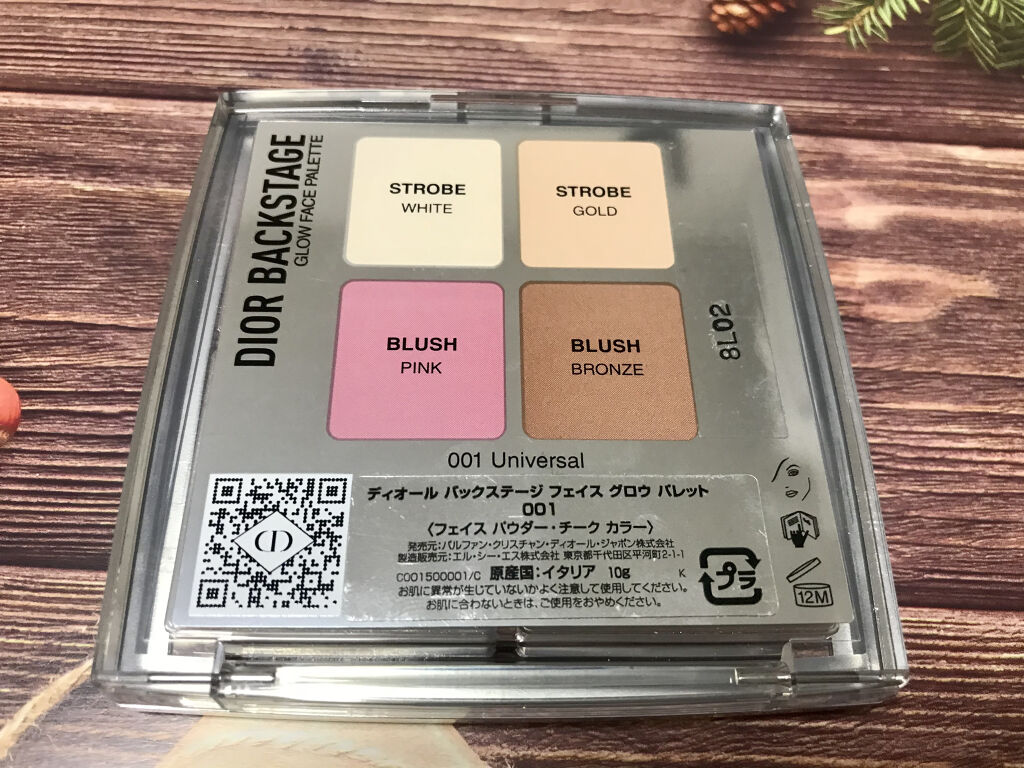 DIOR BACKSTAGE
GLOW FACE PALETTE
STROBE
WHITE
STROBE
GOLD
BLUSH
PINK
BLUSH
BRONZE
8L02
001 Universal
ディオール バックステージ フェイス グロウ パレット
001
〈フェイス パウダー・チーク カラー〉
発売元:パルファン・クリスチャン・ディオール・ジャポン株式会社
製造販売元:エル・シー・エス株式会社 東京都千代田区平河町2-1-1
C001500001/C 原産国:イタリア 10g K
お肌に異常が生じていないかよく注意して使用してください。
お肌に合わないときは、ご使用をおやめください。
プラ
12M
CD